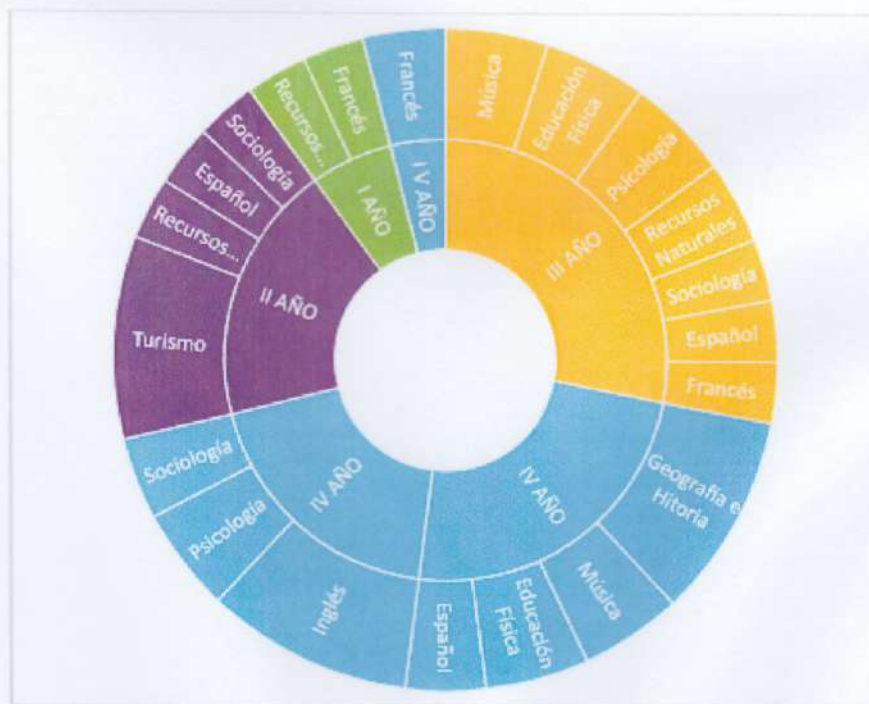 Música
Educación
Física
Psicología
Recursos
Naturales
Sociología
Español
Francés
III AÑO
Geografía e
Hitoria
Música
Educación
Física
Español
IV AÑO
Inglés
Psicología
Sociología
IV AÑO
Turismo
Recursos...
Español
Sociología
II AÑO
Recursos...
Francés
I AÑO
Francés
I V AÑO